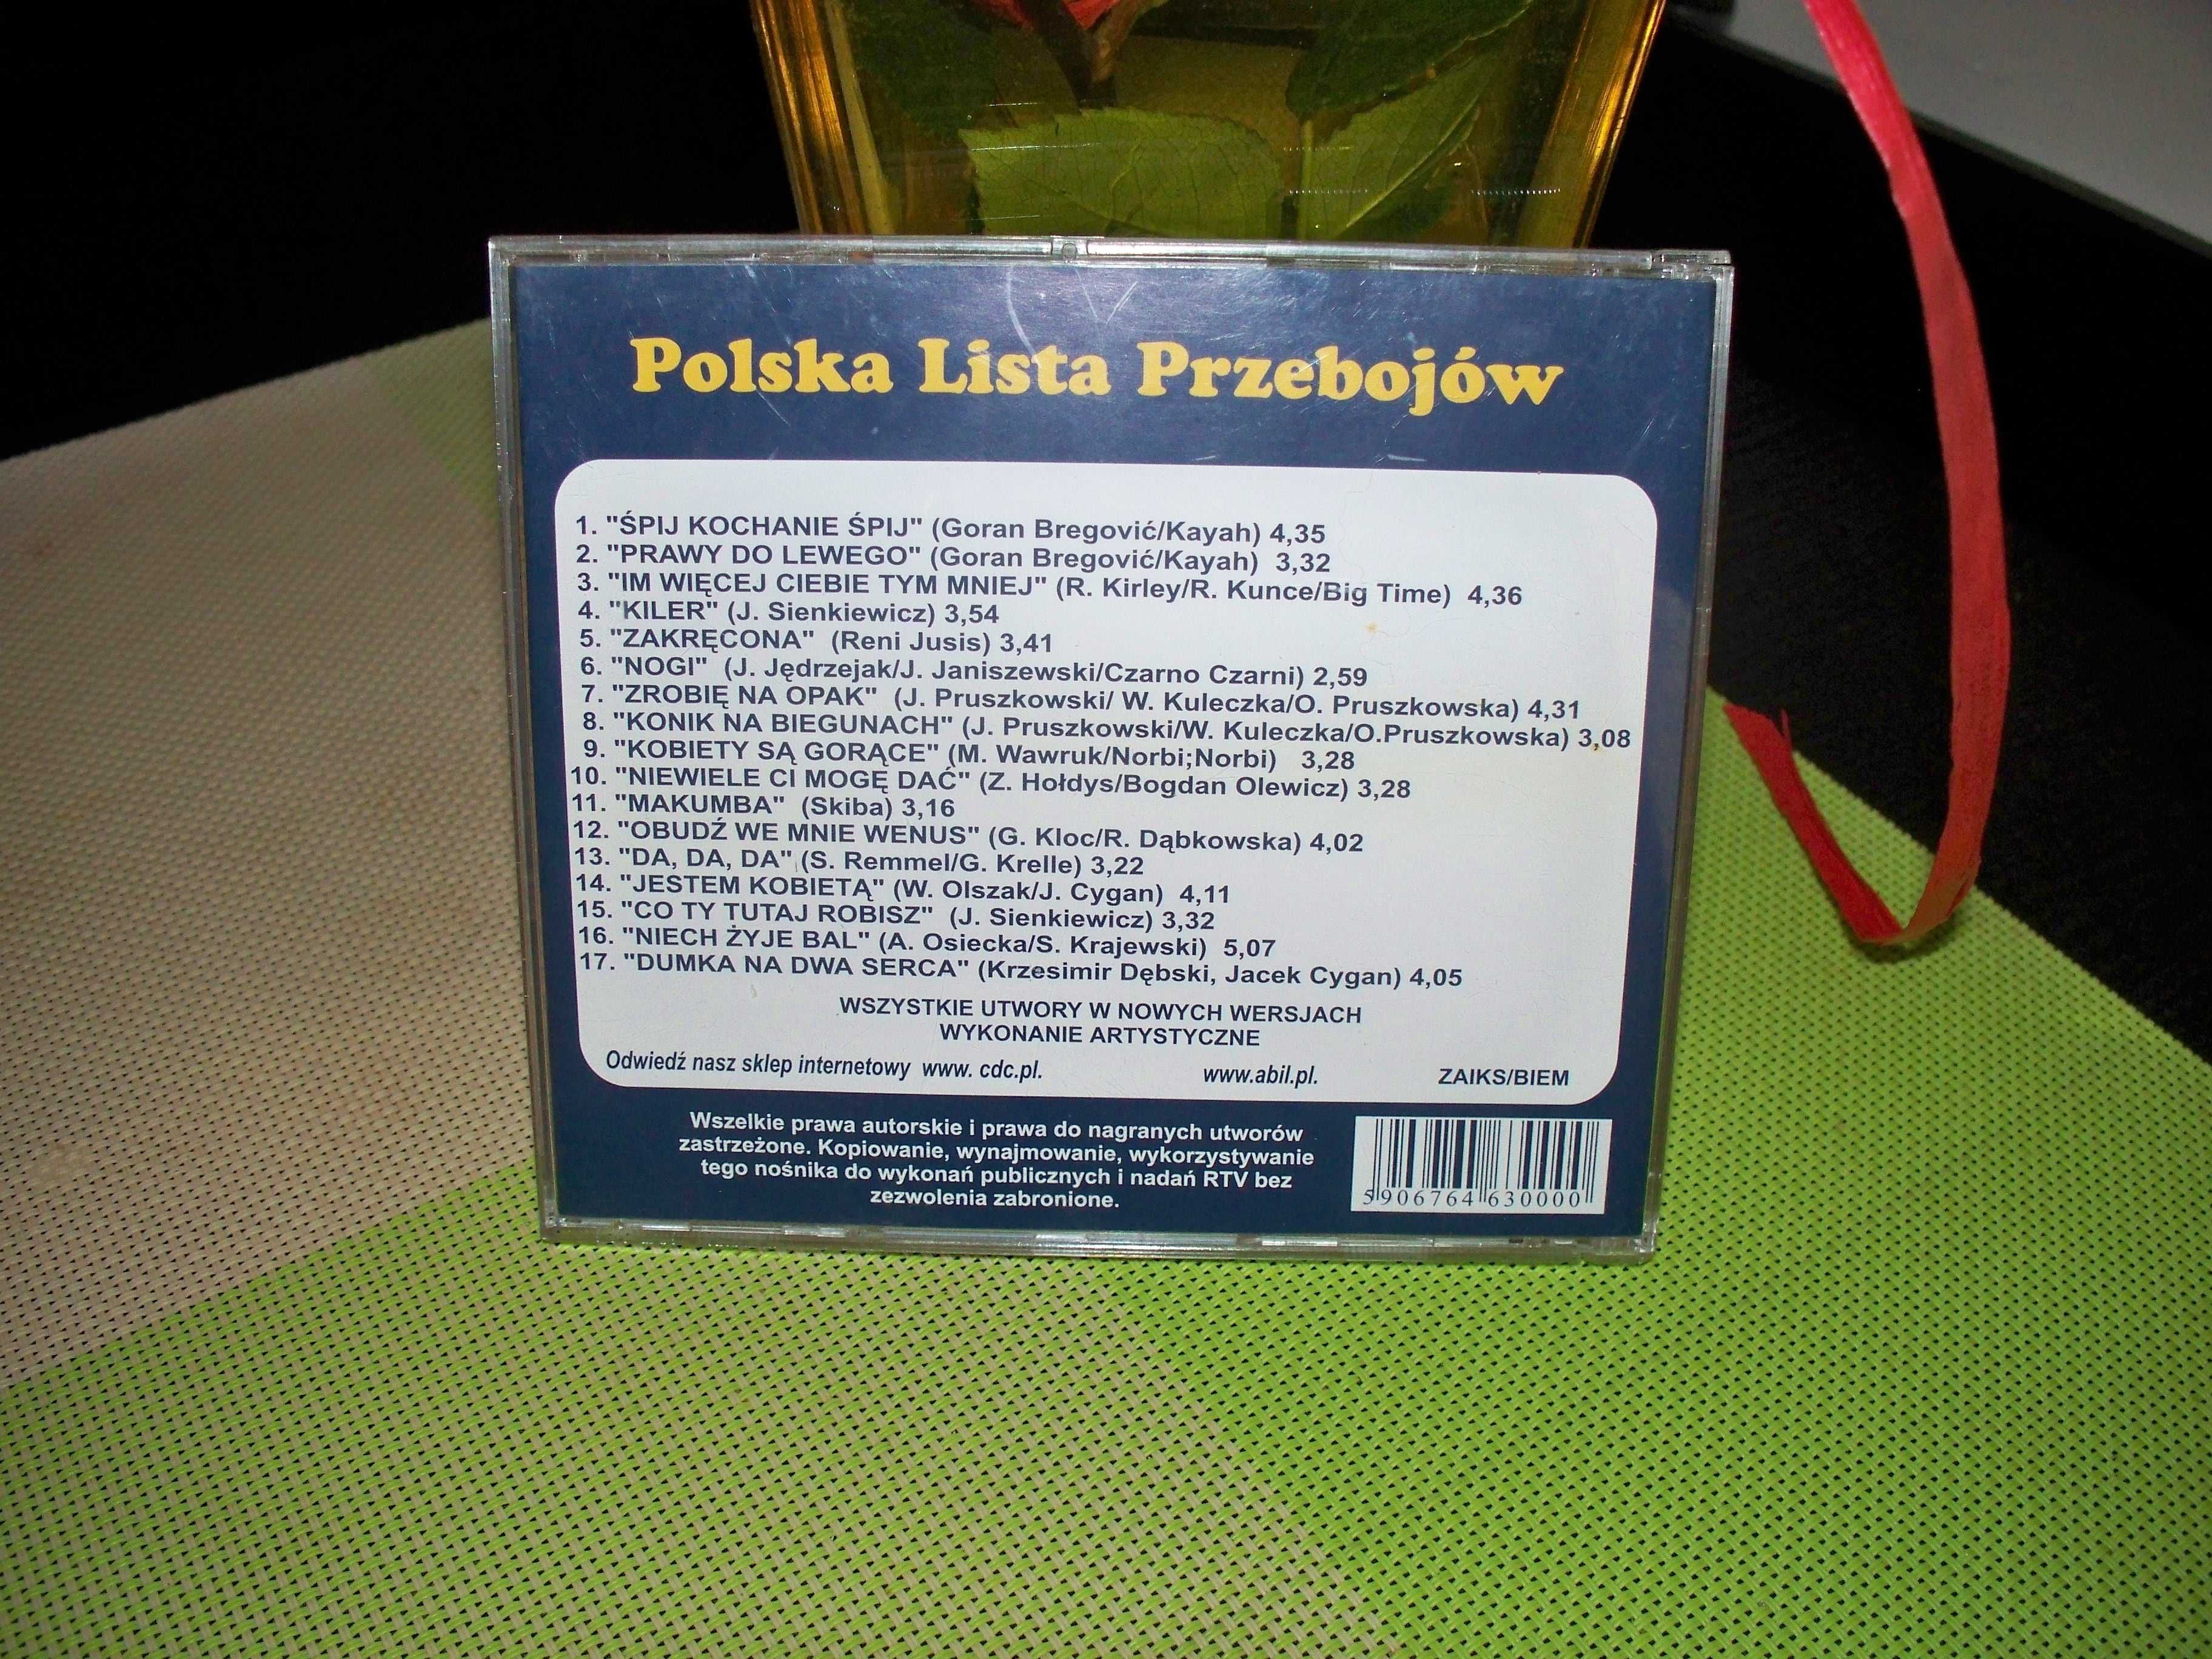 Polska Lista Przebojów
1. "ŚPIJ KOCHANIE ŚPIJ" (Goran Bregović/Kayah) 4,35
2. "PRAWY DO LEWEGO" (Goran Bregović/Kayah) 3,32
3. "IM WIĘCEJ CIEBIE TYM MNIEJ" (R. Kirley/R. Kunce/Big Time) 4,36
4. "KILER" (J. Sienkiewicz) 3,54
5. "ZAKRĘCONA" (Reni Jusis) 3,41
6. "NOGI" (J. Jędrzejak/J. Janiszewski/Czarno Czarni) 2,59
7. "ZROBIĘ NA OPAK" (J. Pruszkowski/ W. Kuleczka/O. Pruszkowska) 4,31
8. "KONIK NA BIEGUNACH" (J. Pruszkowski/W. Kuleczka/O.Pruszkowska) 3,08
9. "KOBIETY SĄ GORĄCE" (M. Wawruk/Norbi;Norbi) 3,28
10. "NIEWIELE CI MOGĘ DAĆ" (Z. Hołdys/Bogdan Olewicz) 3,28
11. "MAKUMBA" (Skiba) 3,16
12. "OBUDŹ WE MNIE WENUS" (G. Kloc/R. Dąbkowska) 4,02
13. "DA, DA, DA" (S. Remmel/G. Krelle) 3,22
14. "JESTEM KOBIETĄ" (W. Olszak/J. Cygan) 4,11
15. "CO TY TUTAJ ROBISZ" (J. Sienkiewicz) 3,32
16. "NIECH ŻYJE BAL" (A. Osiecka/S. Krajewski) 5,07
17. "DUMKA NA DWA SERCA" (Krzesimir Dębski, Jacek Cygan) 4,05
WSZYSTKIE UTWORY W NOWYCH WERSJACH
WYKONANIE ARTYSTYCZNE
Odwiedź nasz sklep internetowy www. cdc.pl. www.abil.pl. ZAIKS/BIEM
Wszelkie prawa autorskie i prawa do nagranych utworów
zastrzeżone. Kopiowanie, wynajmowanie, wykorzystywanie
tego nośnika do wykonań publicznych i nadań RTV bez
zezwolenia zabronione.
5906764630000